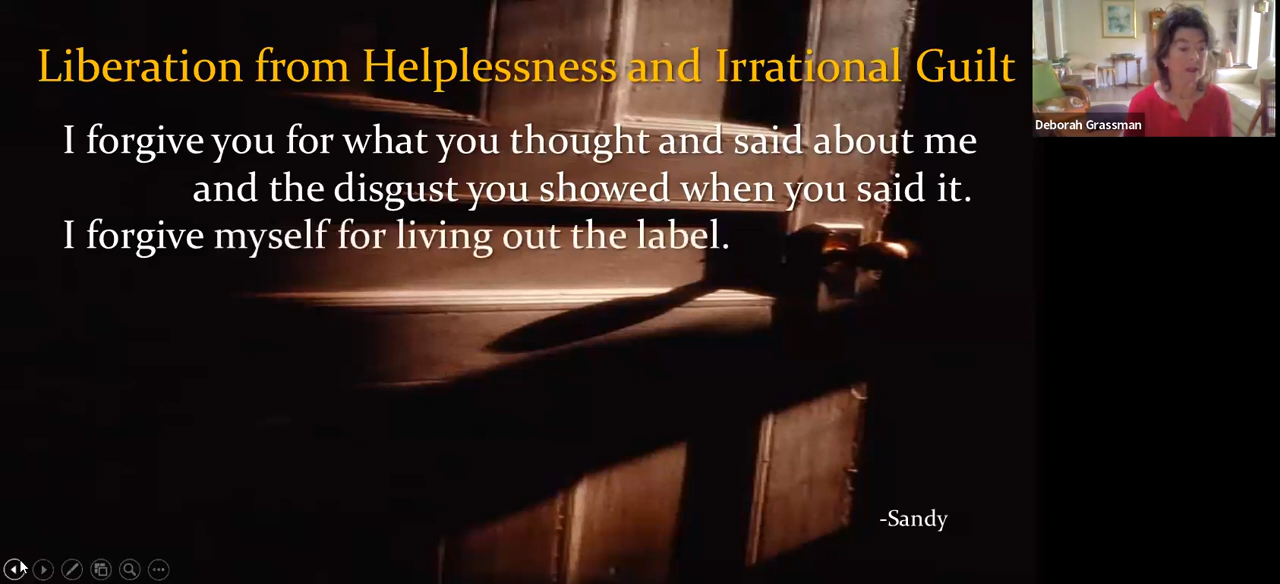 Liberation from Helplessness and Irrational Guilt
I forgive you for what you thought and said about me
and the disgust you showed when you said it.
I forgive myself for living out the label.
-Sandy
Deborah Grassman